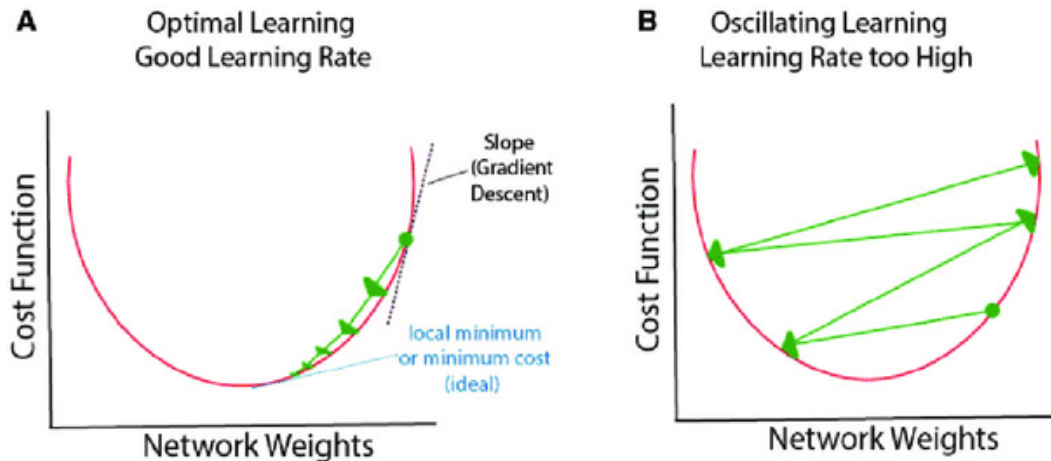 A
Optimal Learning
Good Learning Rate
Cost Function
Slope
(Gradient
Descent)
local minimum
or minimum cost
(ideal)
Network Weights
B
Oscillating Learning
Learning Rate too High
Cost Function
Network Weights